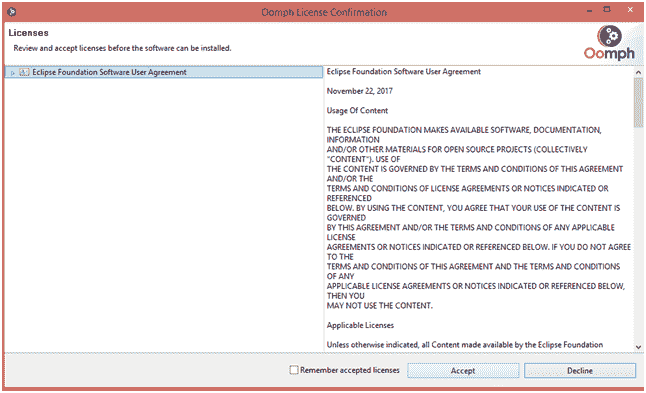 Oomph License Confirmation
Licenses
Review and accept licenses before the software can be installed.
Oomph
Eclipse Foundation Software User Agreement
Eclipse Foundation Software User Agreement
November 22, 2017
Usage Of Content
THE ECLIPSE FOUNDATION MAKES AVAILABLE SOFTWARE, DOCUMENTATION,
INFORMATION
AND/OR OTHER MATERIALS FOR OPEN SOURCE PROJECTS (COLLECTIVELY
"CONTENT"). USE OF
THE CONTENT IS GOVERNED BY THE TERMS AND CONDITIONS OF THIS AGREEMENT
AND/OR THE
TERMS AND CONDITIONS OF LICENSE AGREEMENTS OR NOTICES INDICATED OR
REFERENCED
BELOW. BY USING THE CONTENT, YOU AGREE THAT YOUR USE OF THE CONTENT IS
GOVERNED
BY THIS AGREEMENT AND/OR THE TERMS AND CONDITIONS OF ANY APPLICABLE
LICENSE
AGREEMENTS OR NOTICES INDICATED OR REFERENCED BELOW. IF YOU DO NOT AGREE
TO THE
TERMS AND CONDITIONS OF THIS AGREEMENT AND THE TERMS AND CONDITIONS
OF ANY
APPLICABLE LICENSE AGREEMENTS OR NOTICES INDICATED OR REFERENCED BELOW,
THEN YOU
MAY NOT USE THE CONTENT.
Applicable Licenses
Unless otherwise indicated, all Content made available by the Eclipse Foundation
Remember accepted licenses
Accept
Decline